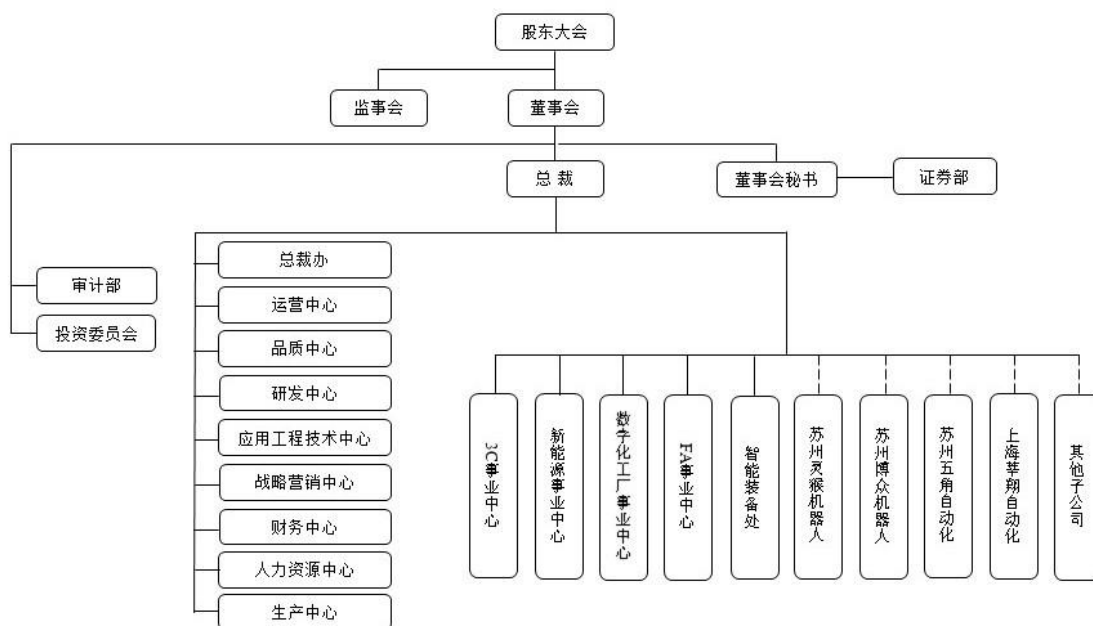 股东大会
监事会
董事会
总 裁
董事会秘书
证券部
审计部
投资委员会
总裁办
运营中心
品质中心
研发中心
应用工程技术中心
战略营销中心
财务中心
人力资源中心
生产中心
3C事业中心
新能源事业中心
数字化工厂事业中心
FA事业中心
智能装备处
苏州灵猴机器人
苏州博众机器人
苏州五角自动化
上海莘翔自动化
其他子公司